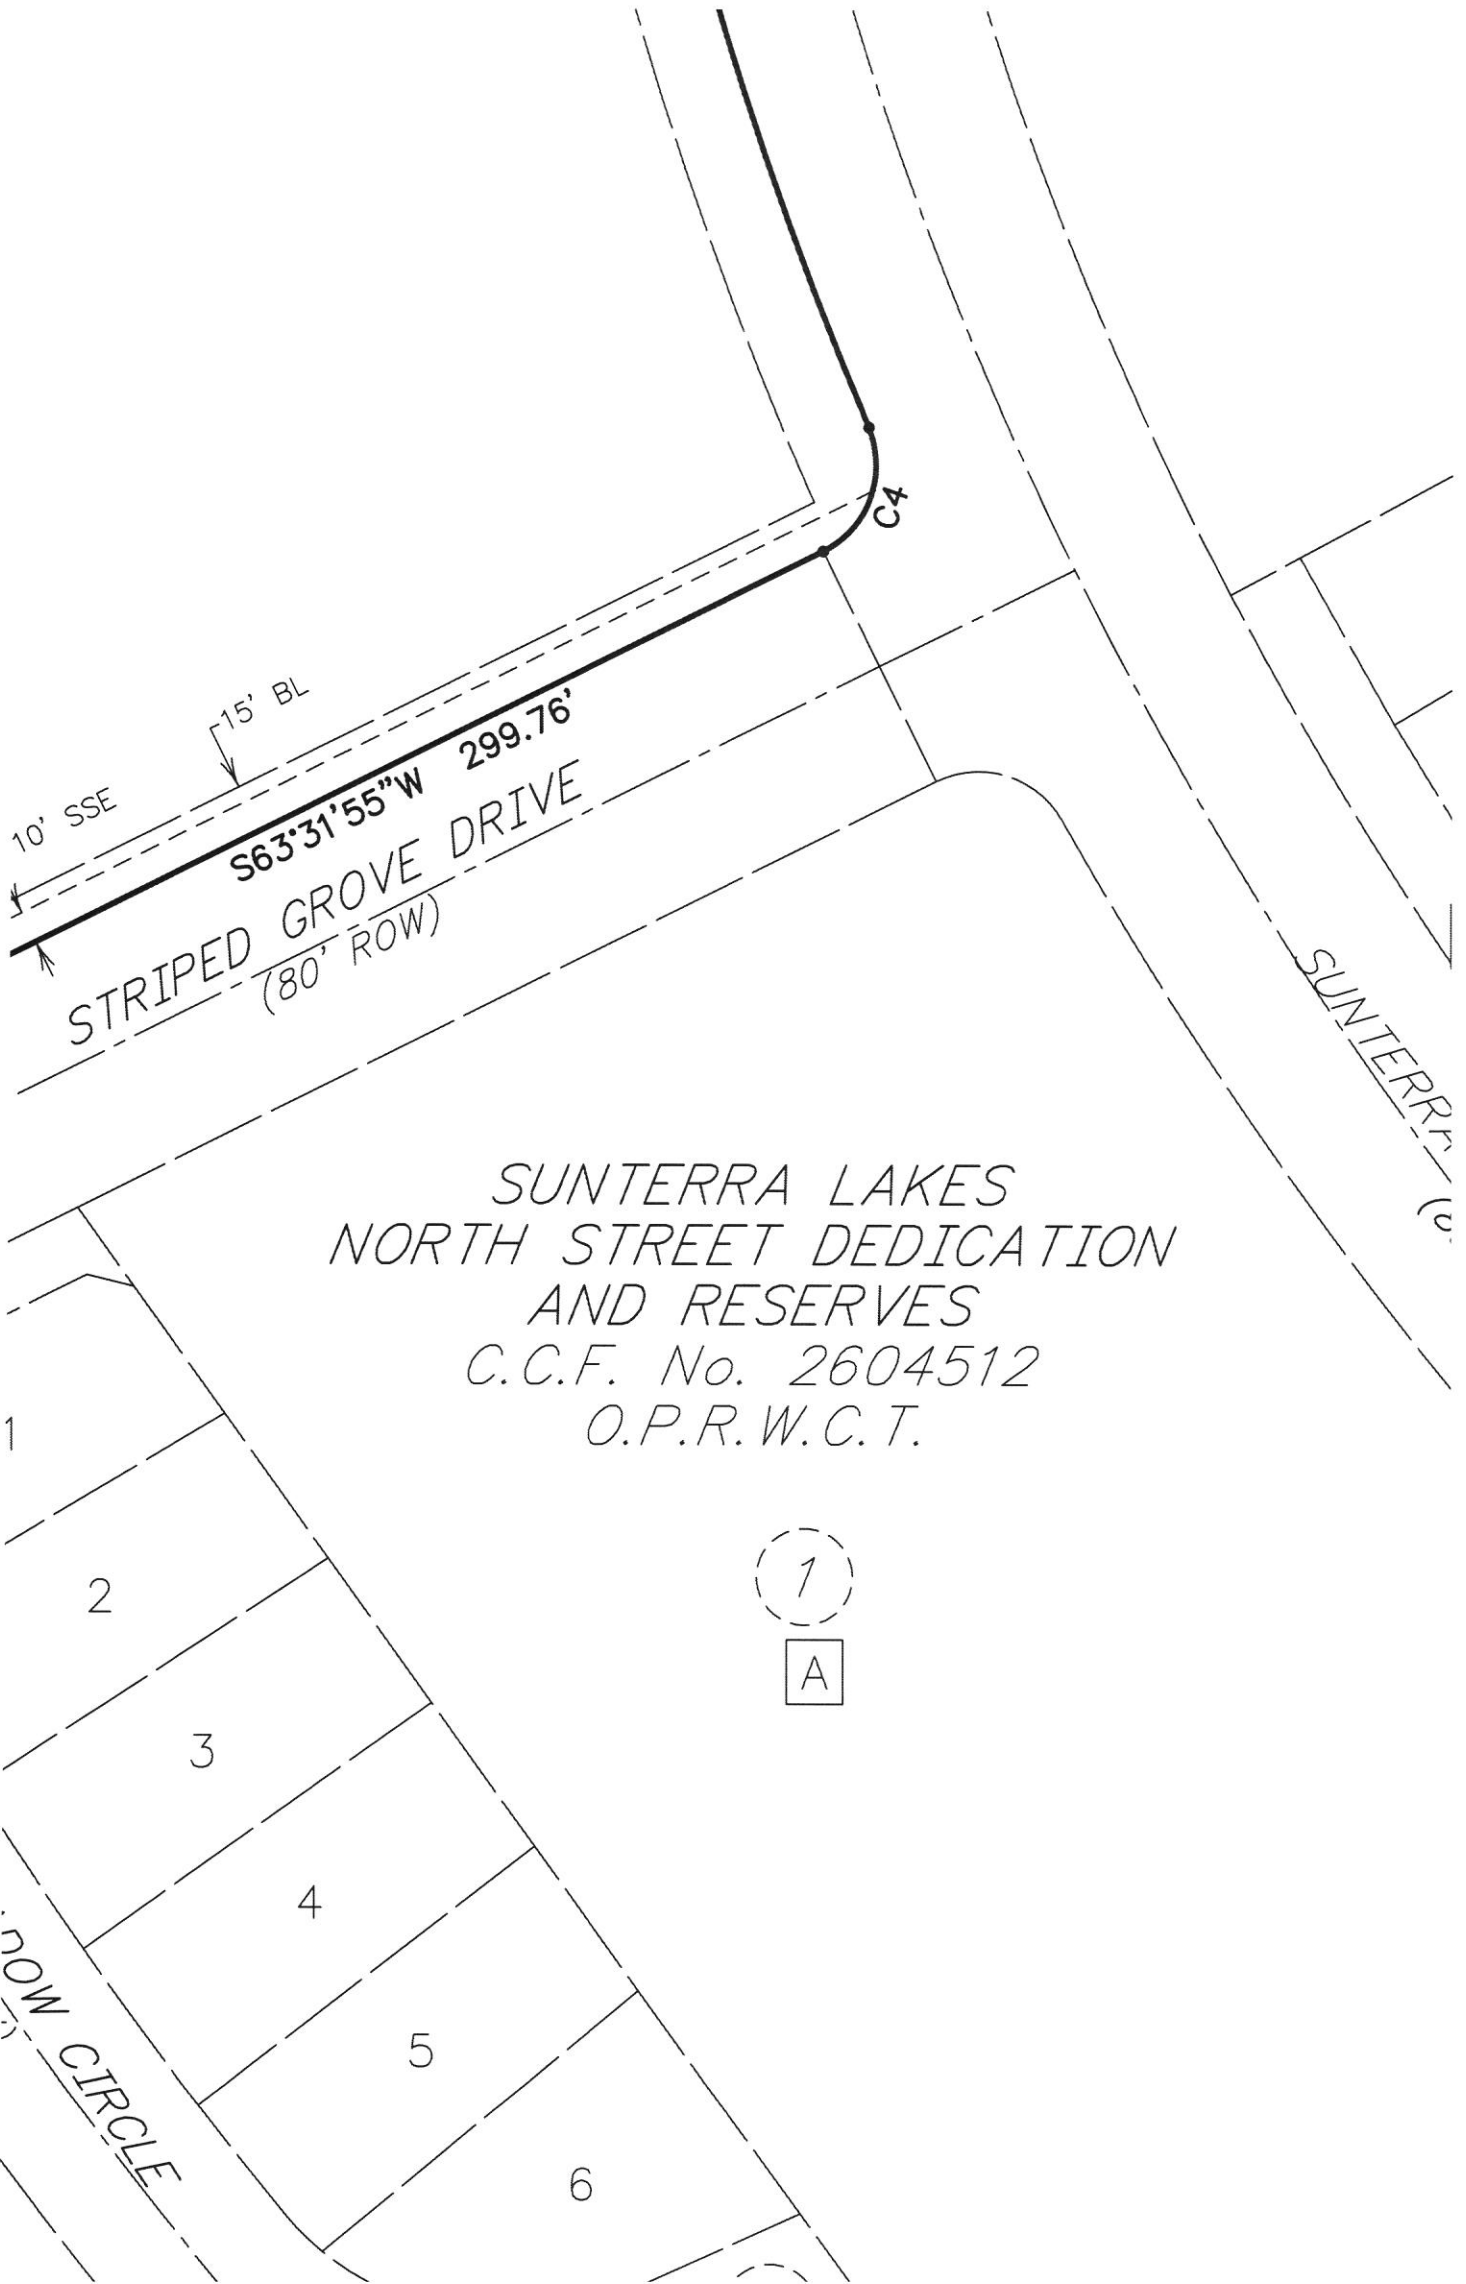 C4
15' BL
10' SSE
S63°31'55"W 299.76'
STRIPED GROVE DRIVE
(80' ROW)
SUNTERRA
SUNTERRA LAKES
NORTH STREET DEDICATION
AND RESERVES
C.C.F. No. 2604512
O.P.R.W.C.T.
1
A
1
2
3
4
5
6
CIRCLE